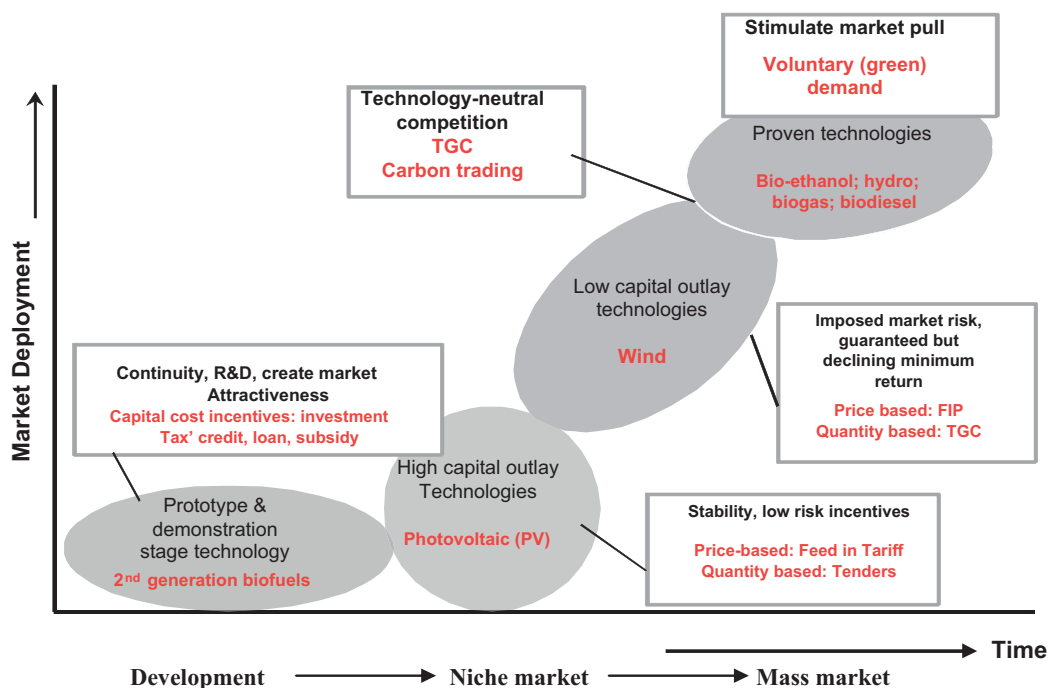 Stimulate market pull
Voluntary (green)
demand
Technology-neutral
competition
TGC
Carbon trading
Proven technologies
Bio-ethanol; hydro;
biogas; biodiesel
Low capital outlay
technologies
Wind
Imposed market risk,
guaranteed but
declining minimum
return
Price based: FIP
Quantity based: TGC
Market Deployment
Continuity, R&D, create market
Attractiveness
Capital cost incentives: investment
Tax' credit, loan, subsidy
High capital outlay
Technologies
Photovoltaic (PV)
Prototype &
demonstration
stage technology
2nd generation biofuels
Stability, low risk incentives
Price-based: Feed in Tariff
Quantity based: Tenders
Time
Development
Niche market
Mass market